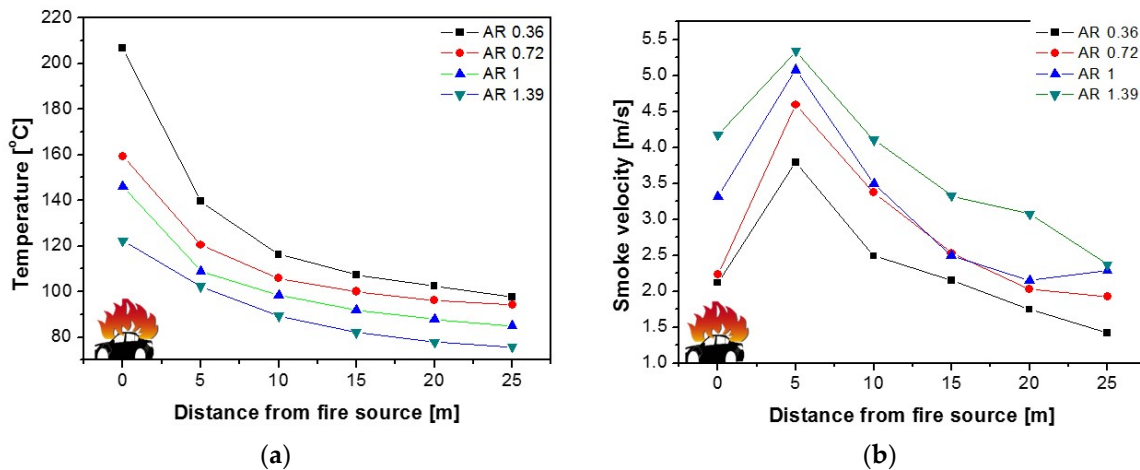 220
200
180
160
140
120
100
80
Temperature [°C]
AR 0.36
AR 0.72
AR 1
AR 1.39
0 5 10 15 20 25
Distance from fire source [m]
(a)
5.5
5.0
4.5
4.0
3.5
3.0
2.5
2.0
1.5
1.0
Smoke velocity [m/s]
AR 0.36
AR 0.72
AR 1
AR 1.39
0 5 10 15 20 25
Distance from fire source [m]
(b)